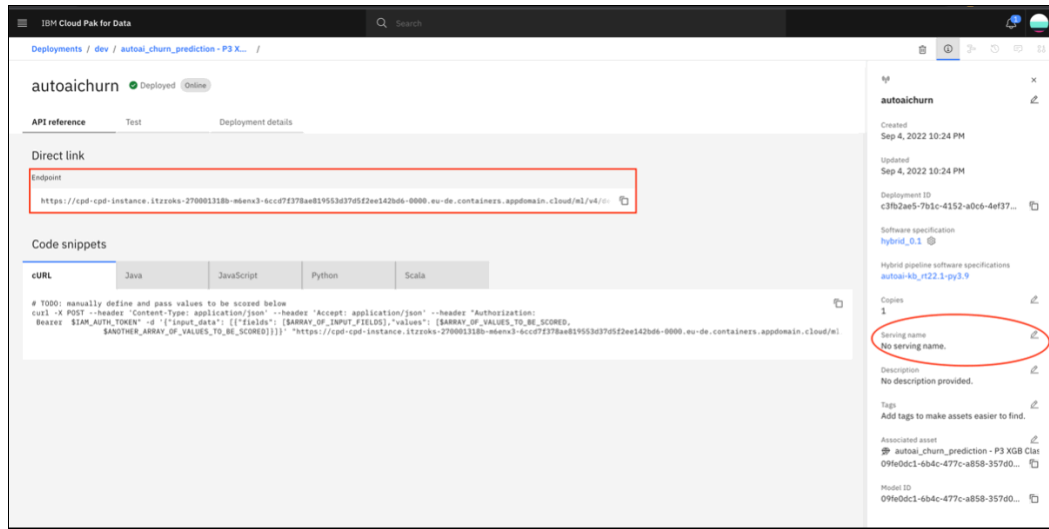 IBM Cloud Pak for Data
Search
Deployments / dev / autoai_churn_prediction - P3 X... /
autoaichurn Deployed Online
API reference Test Deployment details
Direct link
Endpoint
https://cpd-cpd-instance.itzroks-270001318b-m6enx3-6ccd7f378ae819553d37d5f2ee142bd6-0000.eu-de.containers.appdomain.cloud/ml/v4/de
Code snippets
cURL Java JavaScript Python Scala
# TODO: manually define and pass values to be scored below
curl -X POST --header 'Content-Type: application/json' --header 'Accept: application/json' --header "Authorization:
Bearer $IAM_AUTH_TOKEN" -d '{"input_data": [{"fields": [$ARRAY_OF_INPUT_FIELDS],"values": [$ARRAY_OF_VALUES_TO_BE_SCORED,
$ANOTHER_ARRAY_OF_VALUES_TO_BE_SCORED]}]}' "https://cpd-cpd-instance.itzroks-270001318b-m6enx3-6ccd7f378ae819553d37d5f2ee142bd6-0000.eu-de.containers.appdomain.cloud/ml
autoaichurn
Created
Sep 4, 2022 10:24 PM
Updated
Sep 4, 2022 10:24 PM
Deployment ID
c3fb2ae5-7b1c-4152-a0c6-4ef37...
Software specification
hybrid_0.1
Hybrid pipeline software specifications
autoai-kb_rt22.1-py3.9
Copies
1
Serving name
No serving name.
Description
No description provided.
Tags
Add tags to make assets easier to find.
Associated asset
autoai_churn_prediction - P3 XGB Clas
09fe0dc1-6b4c-477c-a858-357d0...
Model ID
09fe0dc1-6b4c-477c-a858-357d0...